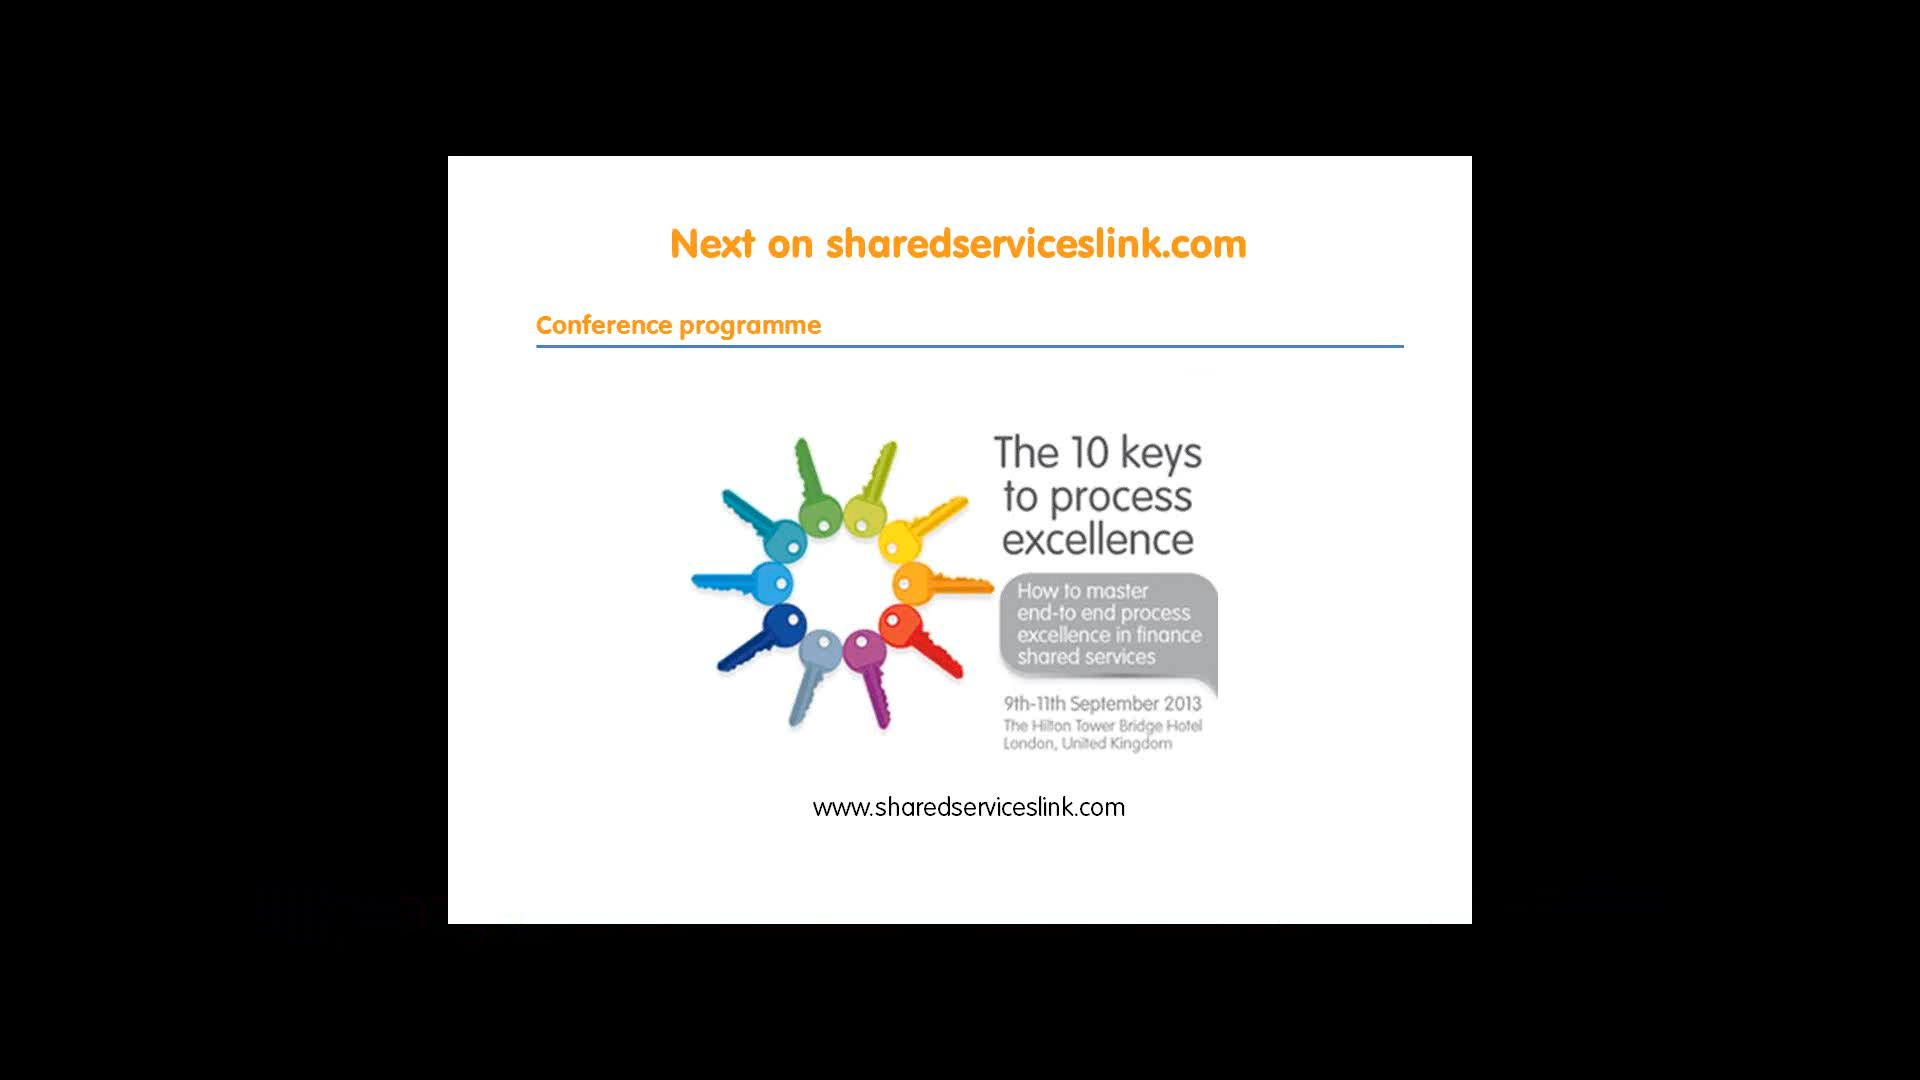 Next on sharedserviceslink.com
Conference programme
The 10 keys
to process
excellence
How to master
end-to end process
excellence in finance
shared services
9th-11th September 2013
The Hilton Tower Bridge Hotel
London, United Kingdom
www.sharedserviceslink.com